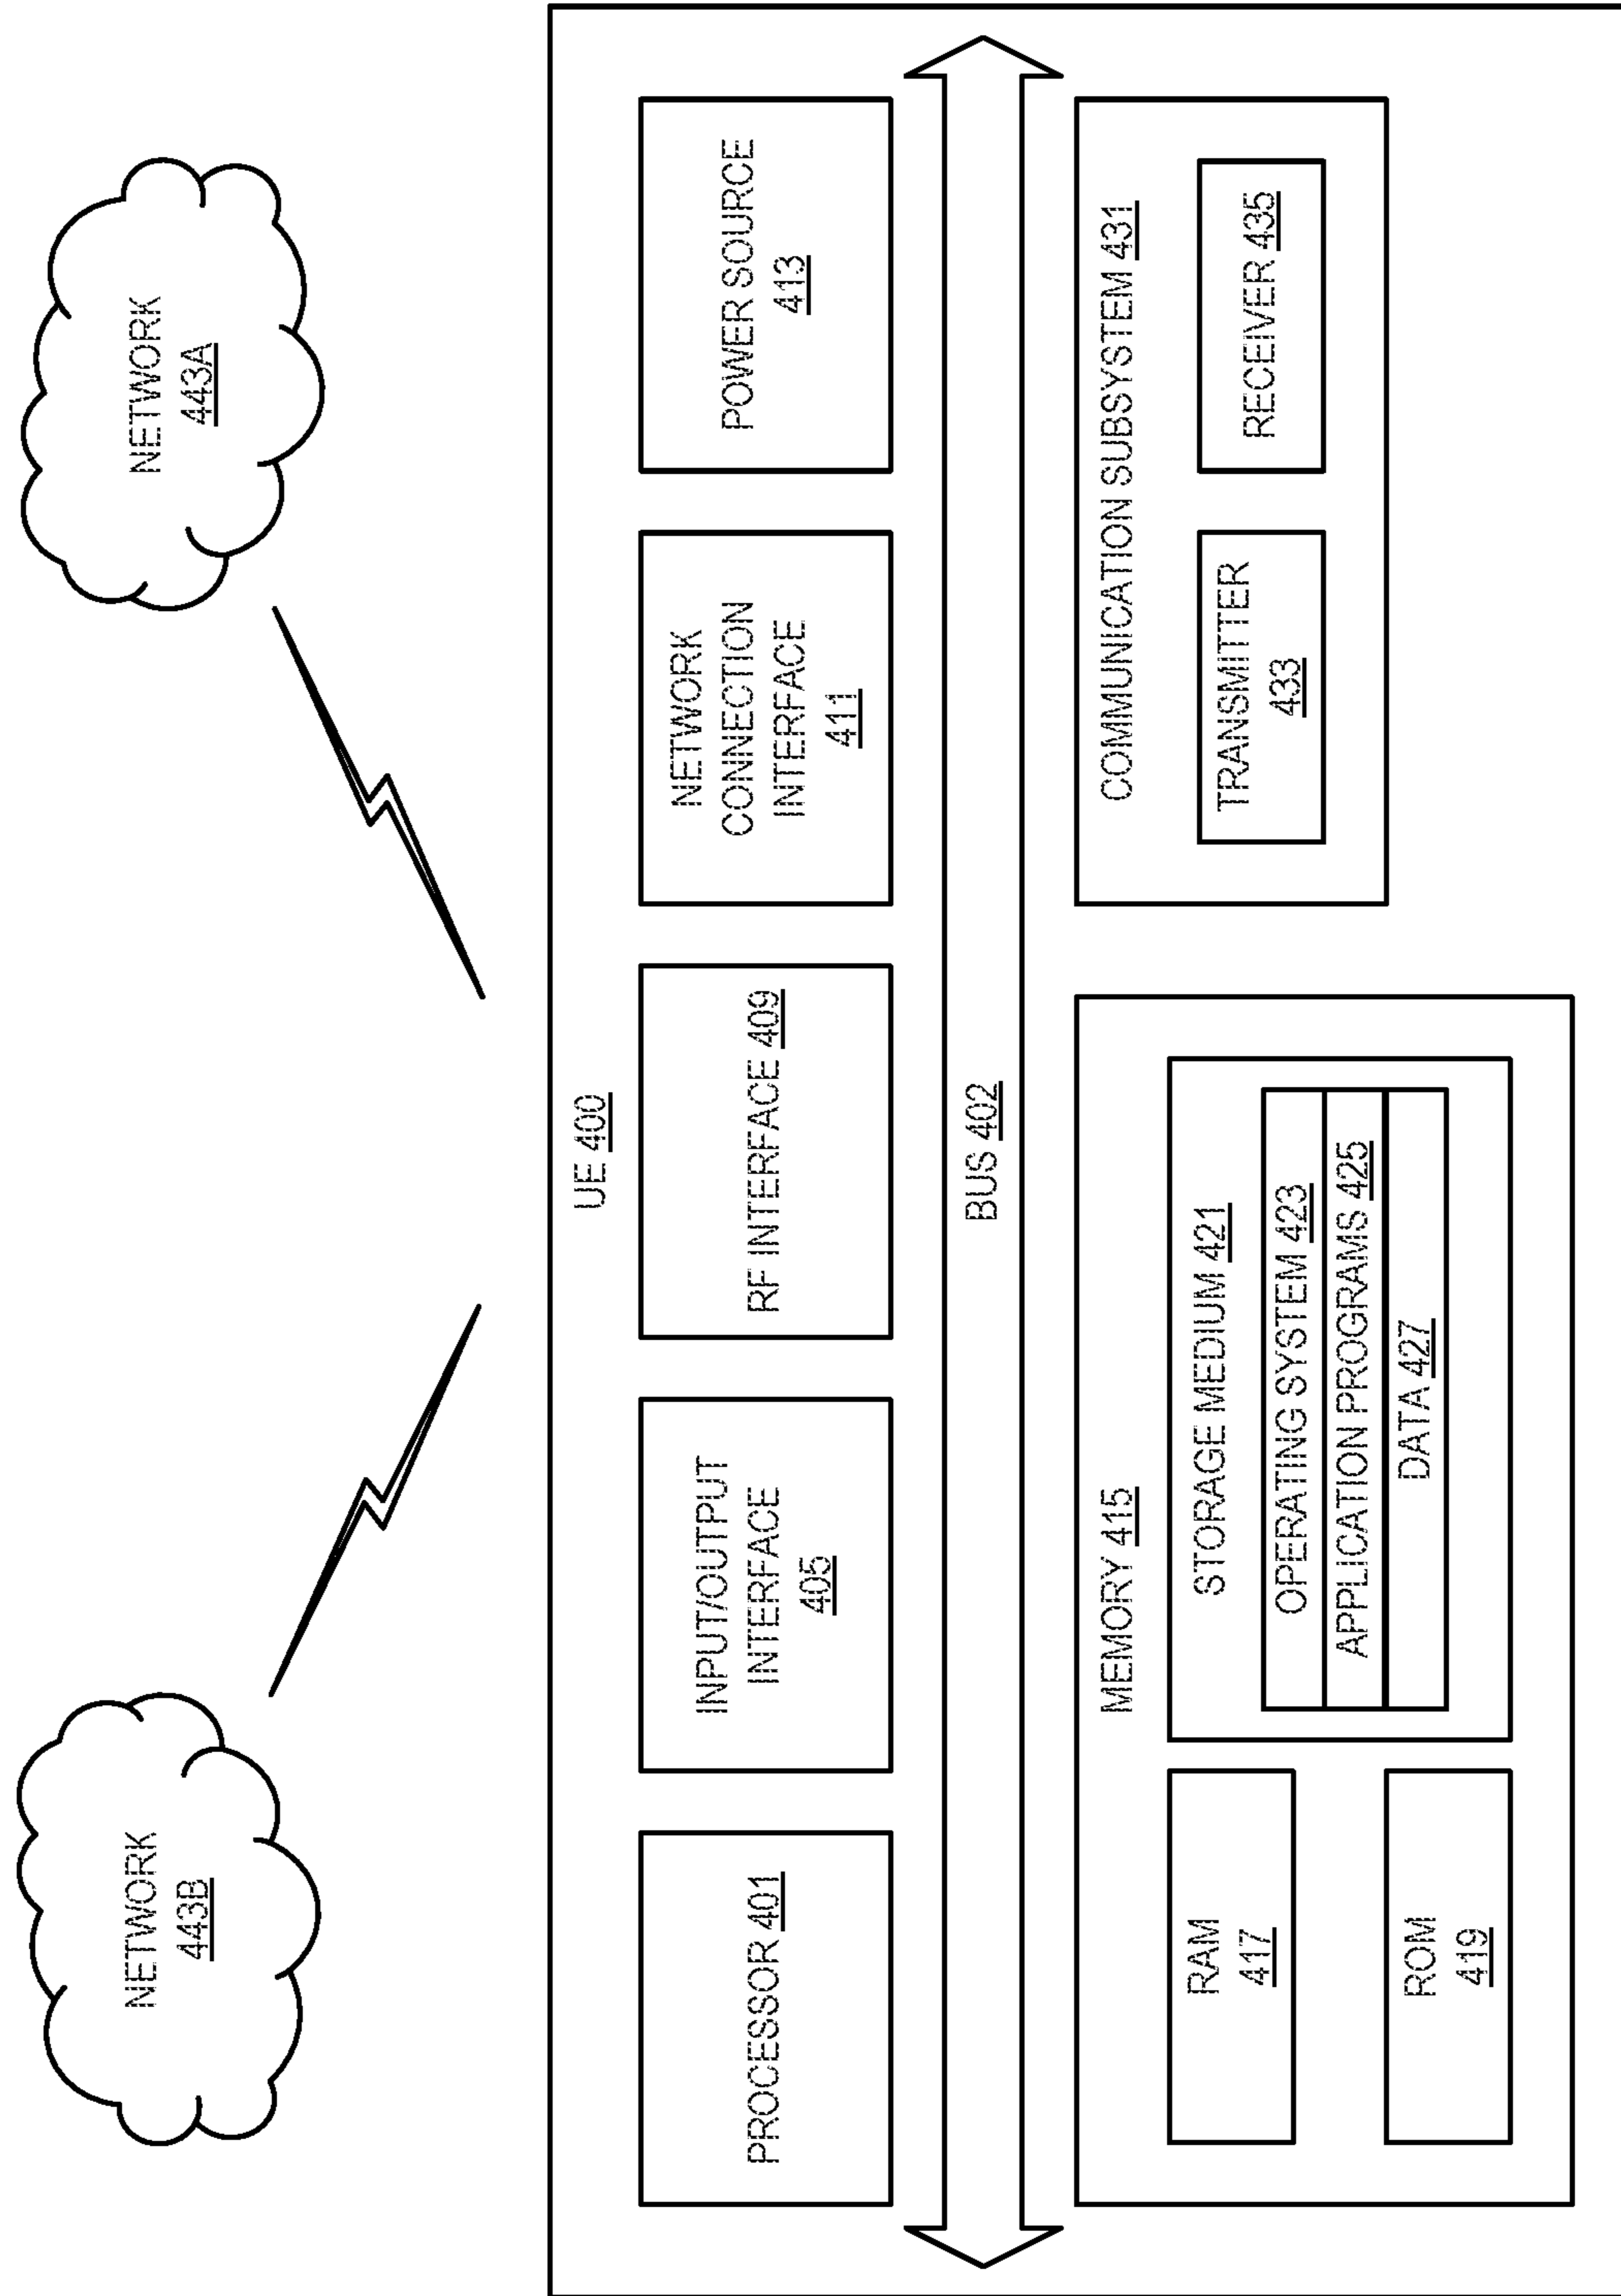 NETWORK
443B
NETWORK
443A
UE 400
PROCESSOR 401
INPUT/OUTPUT
INTERFACE
405
RF INTERFACE 409
NETWORK
CONNECTION
INTERFACE
411
POWER SOURCE
413
BUS 402
MEMORY 415
RAM
417
ROM
419
STORAGE MEDIUM 421
OPERATING SYSTEM 423
APPLICATION PROGRAMS 425
DATA 427
COMMUNICATION SUBSYSTEM 431
TRANSMITTER
433
RECEIVER 435